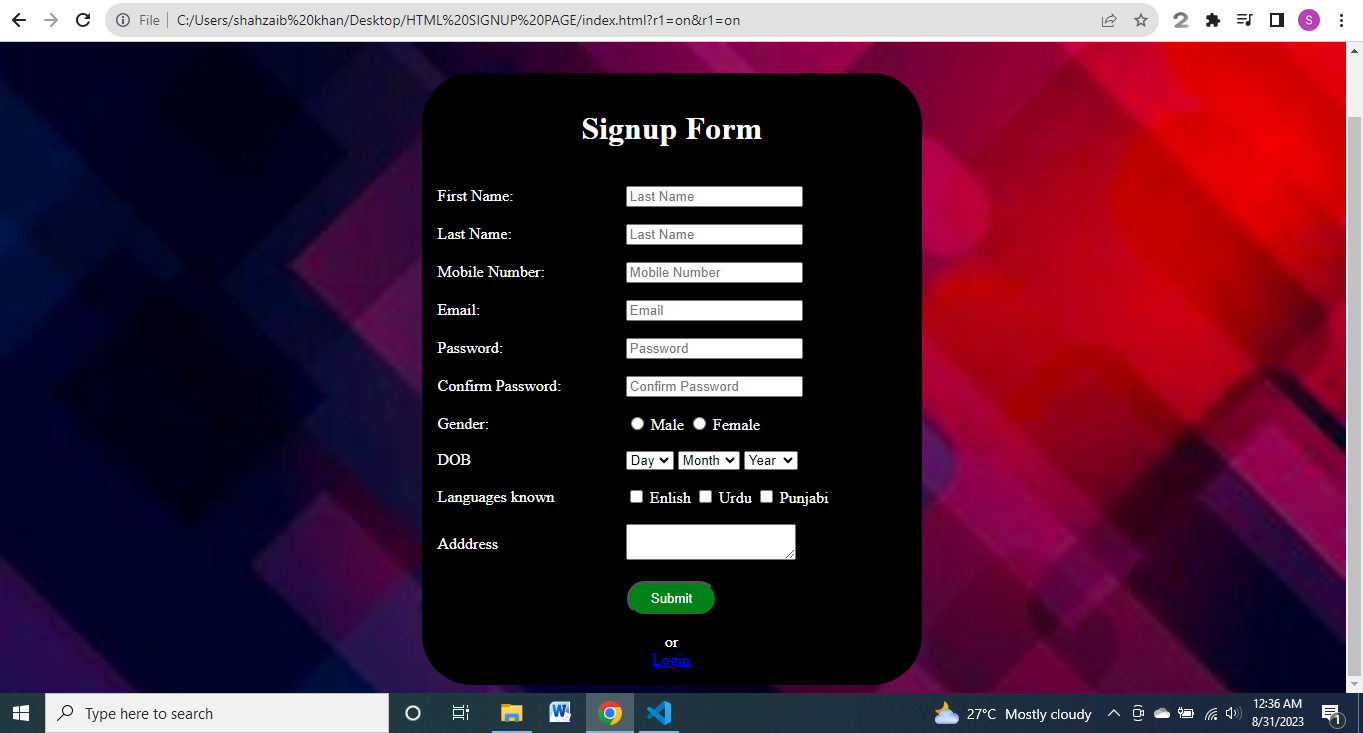 File C:/Users/shahzaib%20khan/Desktop/HTML%20SIGNUP%20PAGE/index.html?r1=on&r1=on S
Signup Form
First Name: Last Name
Last Name: Last Name
Mobile Number: Mobile Number
Email: Email
Password: Password
Confirm Password: Confirm Password
Gender: Male Female
DOB Day Month Year
Languages known Enlish Urdu Punjabi
Adddress
Submit
or
Login
Type here to search 27°C Mostly cloudy 12:36 AM
8/31/2023 1